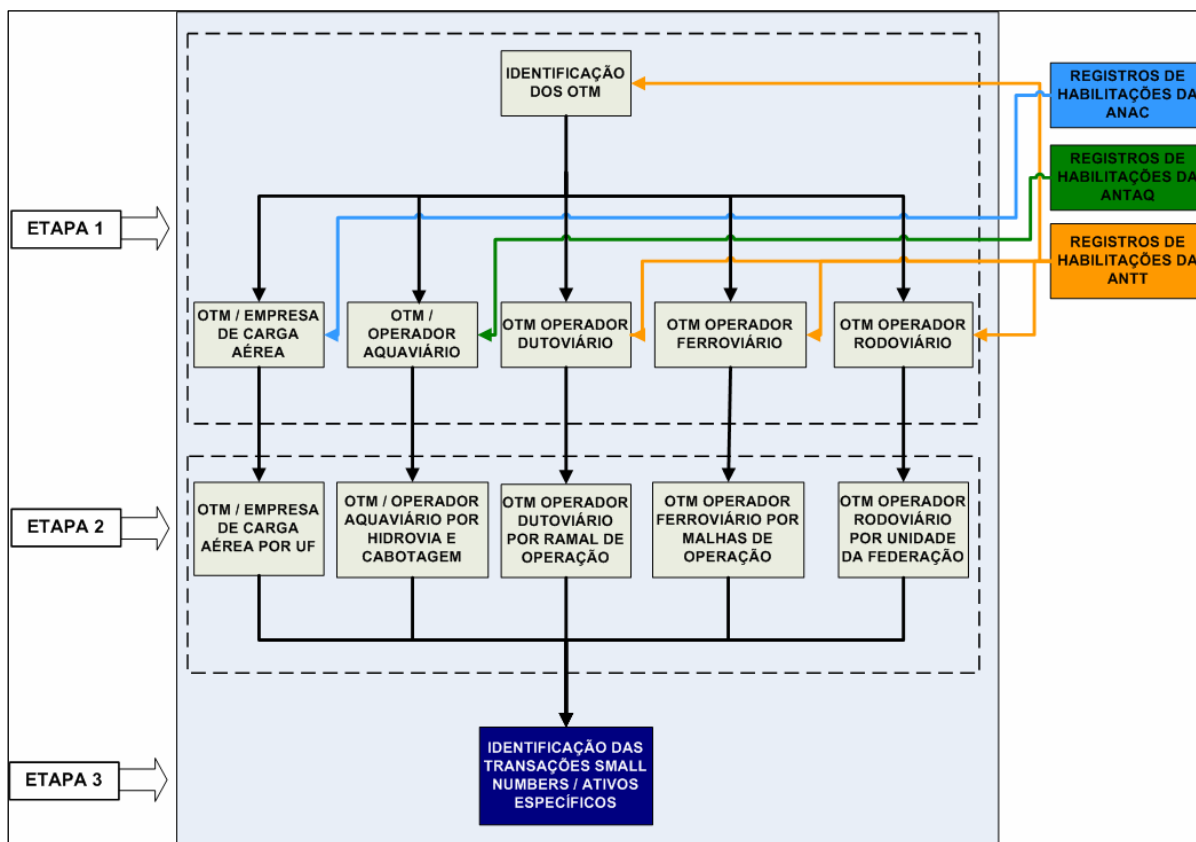 IDENTIFICAÇÃO
DOS OTM
REGISTROS DE
HABILITAÇÕES DA
ANAC
REGISTROS DE
HABILITAÇÕES DA
ANTAQ
REGISTROS DE
HABILITAÇÕES DA
ANTT
ETAPA 1
OTM / EMPRESA
DE CARGA
AÉREA
OTM /
OPERADOR
AQUAVIÁRIO
OTM OPERADOR
DUTOVIÁRIO
OTM OPERADOR
FERROVIÁRIO
OTM OPERADOR
RODOVIÁRIO
ETAPA 2
OTM / EMPRESA
DE CARGA
AÉREA POR UF
OTM / OPERADOR
AQUAVIÁRIO POR
HIDROVIA E
CABOTAGEM
OTM OPERADOR
DUTOVIÁRIO
POR RAMAL DE
OPERAÇÃO
OTM OPERADOR
FERROVIÁRIO POR
MALHAS DE
OPERAÇÃO
OTM OPERADOR
RODOVIÁRIO
POR UNIDADE
DA FEDERAÇÃO
ETAPA 3
IDENTIFICAÇÃO DAS
TRANSAÇÕES SMALL
NUMBERS / ATIVOS
ESPECÍFICOS